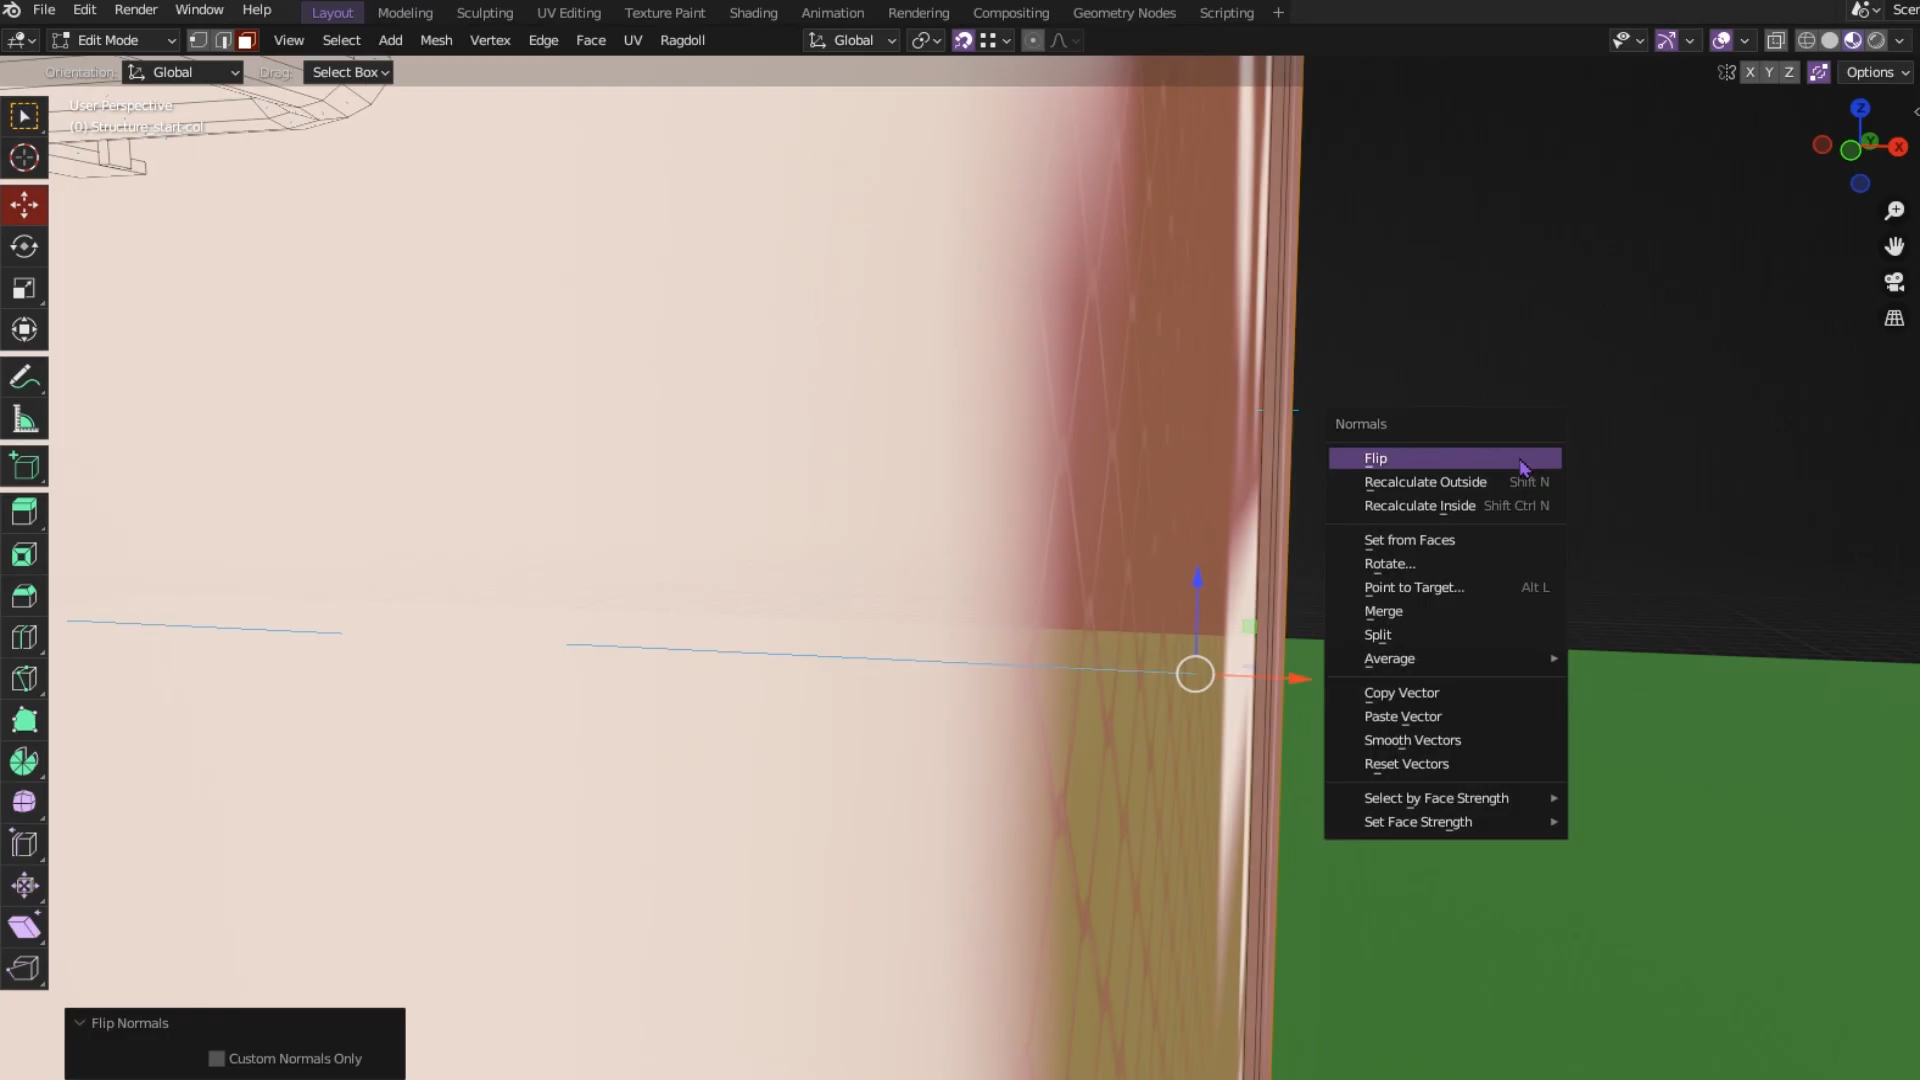 File Edit Render Window Help Layout Modeling Sculpting UV Editing Texture Paint Shading Animation Rendering Compositing Geometry Nodes Scripting + Scer
Edit Mode View Select Add Mesh Vertex Edge Face UV Ragdoll Global
Orientation: Global Drag: Select Box X Y Z Options
User Perspective
(0) Structure_start-col
Z
Y
X
Normals
Flip
Recalculate Outside Shift N
Recalculate Inside Shift Ctrl N
Set from Faces
Rotate...
Point to Target... Alt L
Merge
Split
Average
Copy Vector
Paste Vector
Smooth Vectors
Reset Vectors
Select by Face Strength
Set Face Strength
Flip Normals
Custom Normals Only